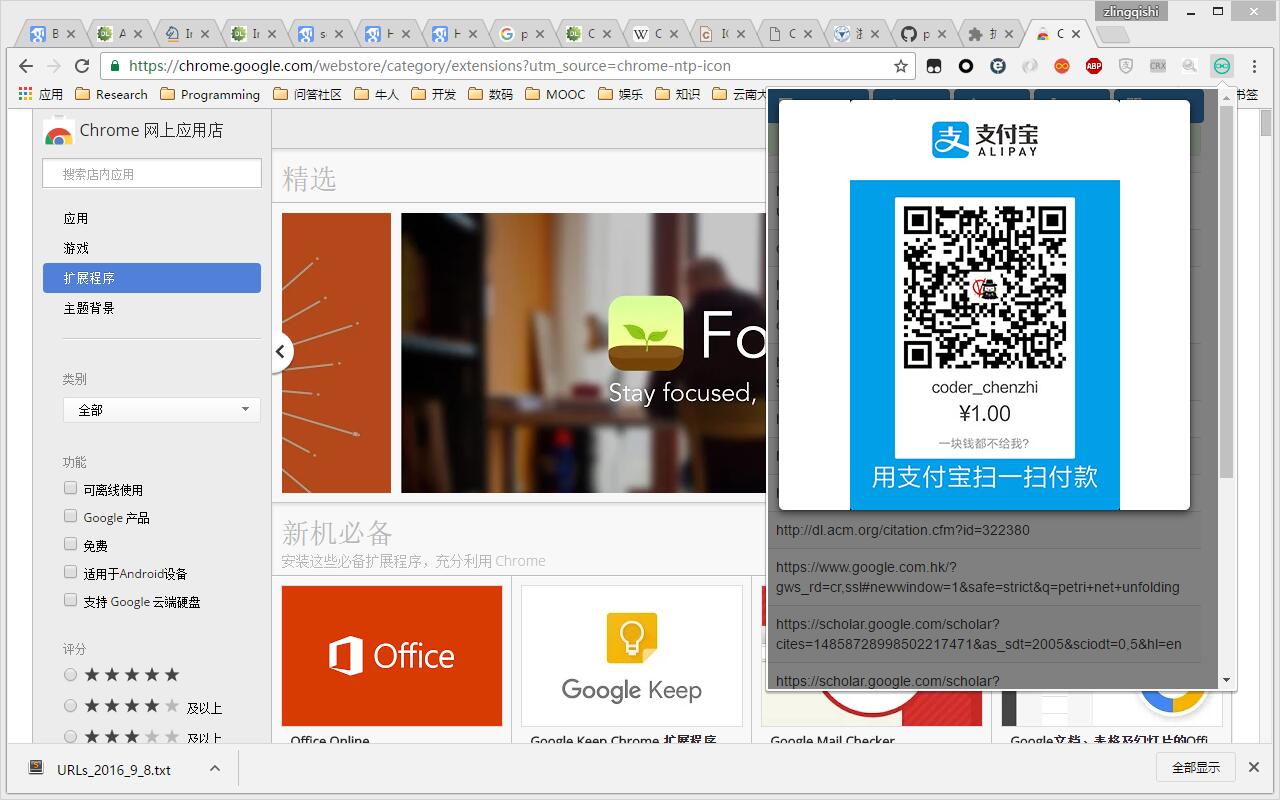 zlingqishi
https://chrome.google.com/webstore/category/extensions?utm_source=chrome-ntp-icon
ABP
CRX
应用
Research
Programming
问答社区
牛人
开发
数码
MOOC
娱乐
知识
云南大
书签
Chrome 网上应用店
搜索店内应用
应用
游戏
扩展程序
主题背景
类别
全部
功能
可离线使用
Google 产品
免费
适用于Android设备
支持 Google 云端硬盘
评分
及以上
及以上
精选
Fo
Stay focused,
新机必备
安装这些必备扩展程序，充分利用 Chrome
Office
Google Keep
Office Online
Google Keep Chrome 扩展程序
Google Mail Checker
Google文档、表格及幻灯片的Offi
支付宝
ALIPAY
coder_chenzhi
¥1.00
一块钱都不给我?
用支付宝扫一扫付款
http://dl.acm.org/citation.cfm?id=322380
https://www.google.com.hk/?
gws_rd=cr,ssl#newwindow=1&safe=strict&q=petri+net+unfolding
https://scholar.google.com/scholar?
cites=14858728998502217471&as_sdt=2005&sciodt=0,5&hl=en
https://scholar.google.com/scholar?
URLs_2016_9_8.txt
全部显示